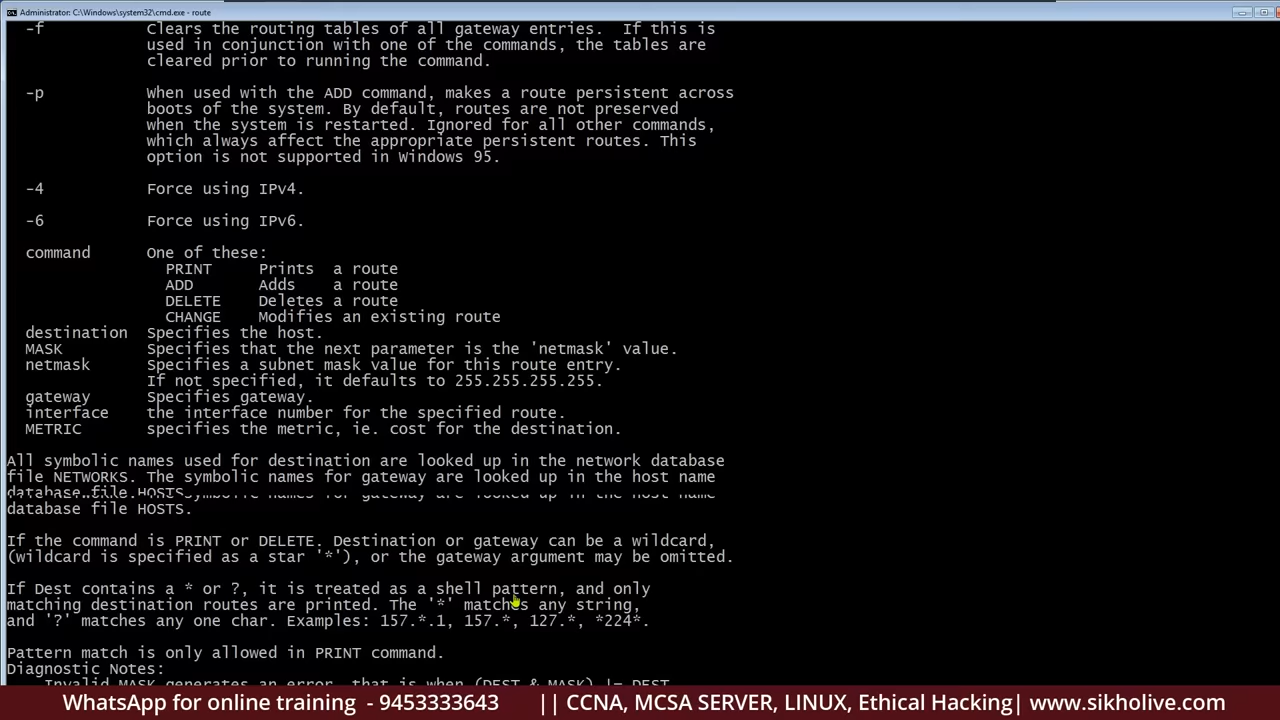 Administrator: C:\Windows\system32\cmd.exe - route
-f Clears the routing tables of all gateway entries. If this is
used in conjunction with one of the commands, the tables are
cleared prior to running the command.
-p When used with the ADD command, makes a route persistent across
boots of the system. By default, routes are not preserved
when the system is restarted. Ignored for all other commands,
which always affect the appropriate persistent routes. This
option is not supported in Windows 95.
-4 Force using IPv4.
-6 Force using IPv6.
command One of these:
PRINT Prints a route
ADD Adds a route
DELETE Deletes a route
CHANGE Modifies an existing route
destination Specifies the host.
MASK Specifies that the next parameter is the 'netmask' value.
netmask Specifies a subnet mask value for this route entry.
If not specified, it defaults to 255.255.255.255.
gateway Specifies gateway.
interface the interface number for the specified route.
METRIC specifies the metric, ie. cost for the destination.
All symbolic names used for destination are looked up in the network database
file NETWORKS. The symbolic names for gateway are looked up in the host name
database file HOSTS symbolic names for gateway are looked up in the host name
database file HOSTS.
If the command is PRINT or DELETE. Destination or gateway can be a wildcard,
(wildcard is specified as a star '*'), or the gateway argument may be omitted.
If Dest contains a * or ?, it is treated as a shell pattern, and only
matching destination routes are printed. The '*' matches any string,
and '?' matches any one char. Examples: 157.*.1, 157.*, 127.*, *224*.
Pattern match is only allowed in PRINT command.
Diagnostic Notes:
Invalid MASK generates an error, that is when (DEST & MASK) != DEST
WhatsApp for online training - 9453333643 || CCNA, MCSA SERVER, LINUX, Ethical Hacking| www.sikholive.com